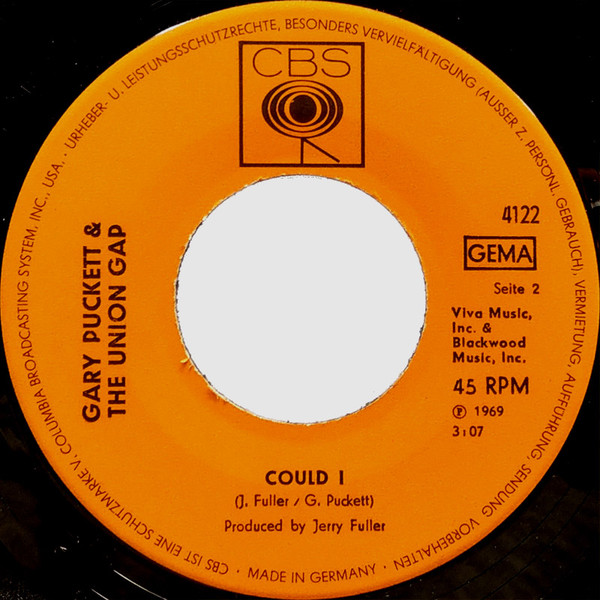 CBS
GARY PUCKETT &
THE UNION GAP
4122
GEMA
Seite 2
Viva Music,
Inc. &
Blackwood
Music, Inc.
45 RPM
Ⓟ 1969
3:07
COULD I
(J. Fuller / G. Puckett)
Produced by Jerry Fuller
CBS IST EINE SCHUTZMARKE V. COLUMBIA BROADCASTING SYSTEM, INC., USA. · URHEBER- U. LEISTUNGSSCHUTZRECHTE, BESONDERS VERVIELFÄLTIGUNG (AUSSER Z. PERSÖNL. GEBRAUCH), VERMIETUNG, AUFFÜHRUNG, SENDUNG, VORBEHALTEN · MADE IN GERMANY ·